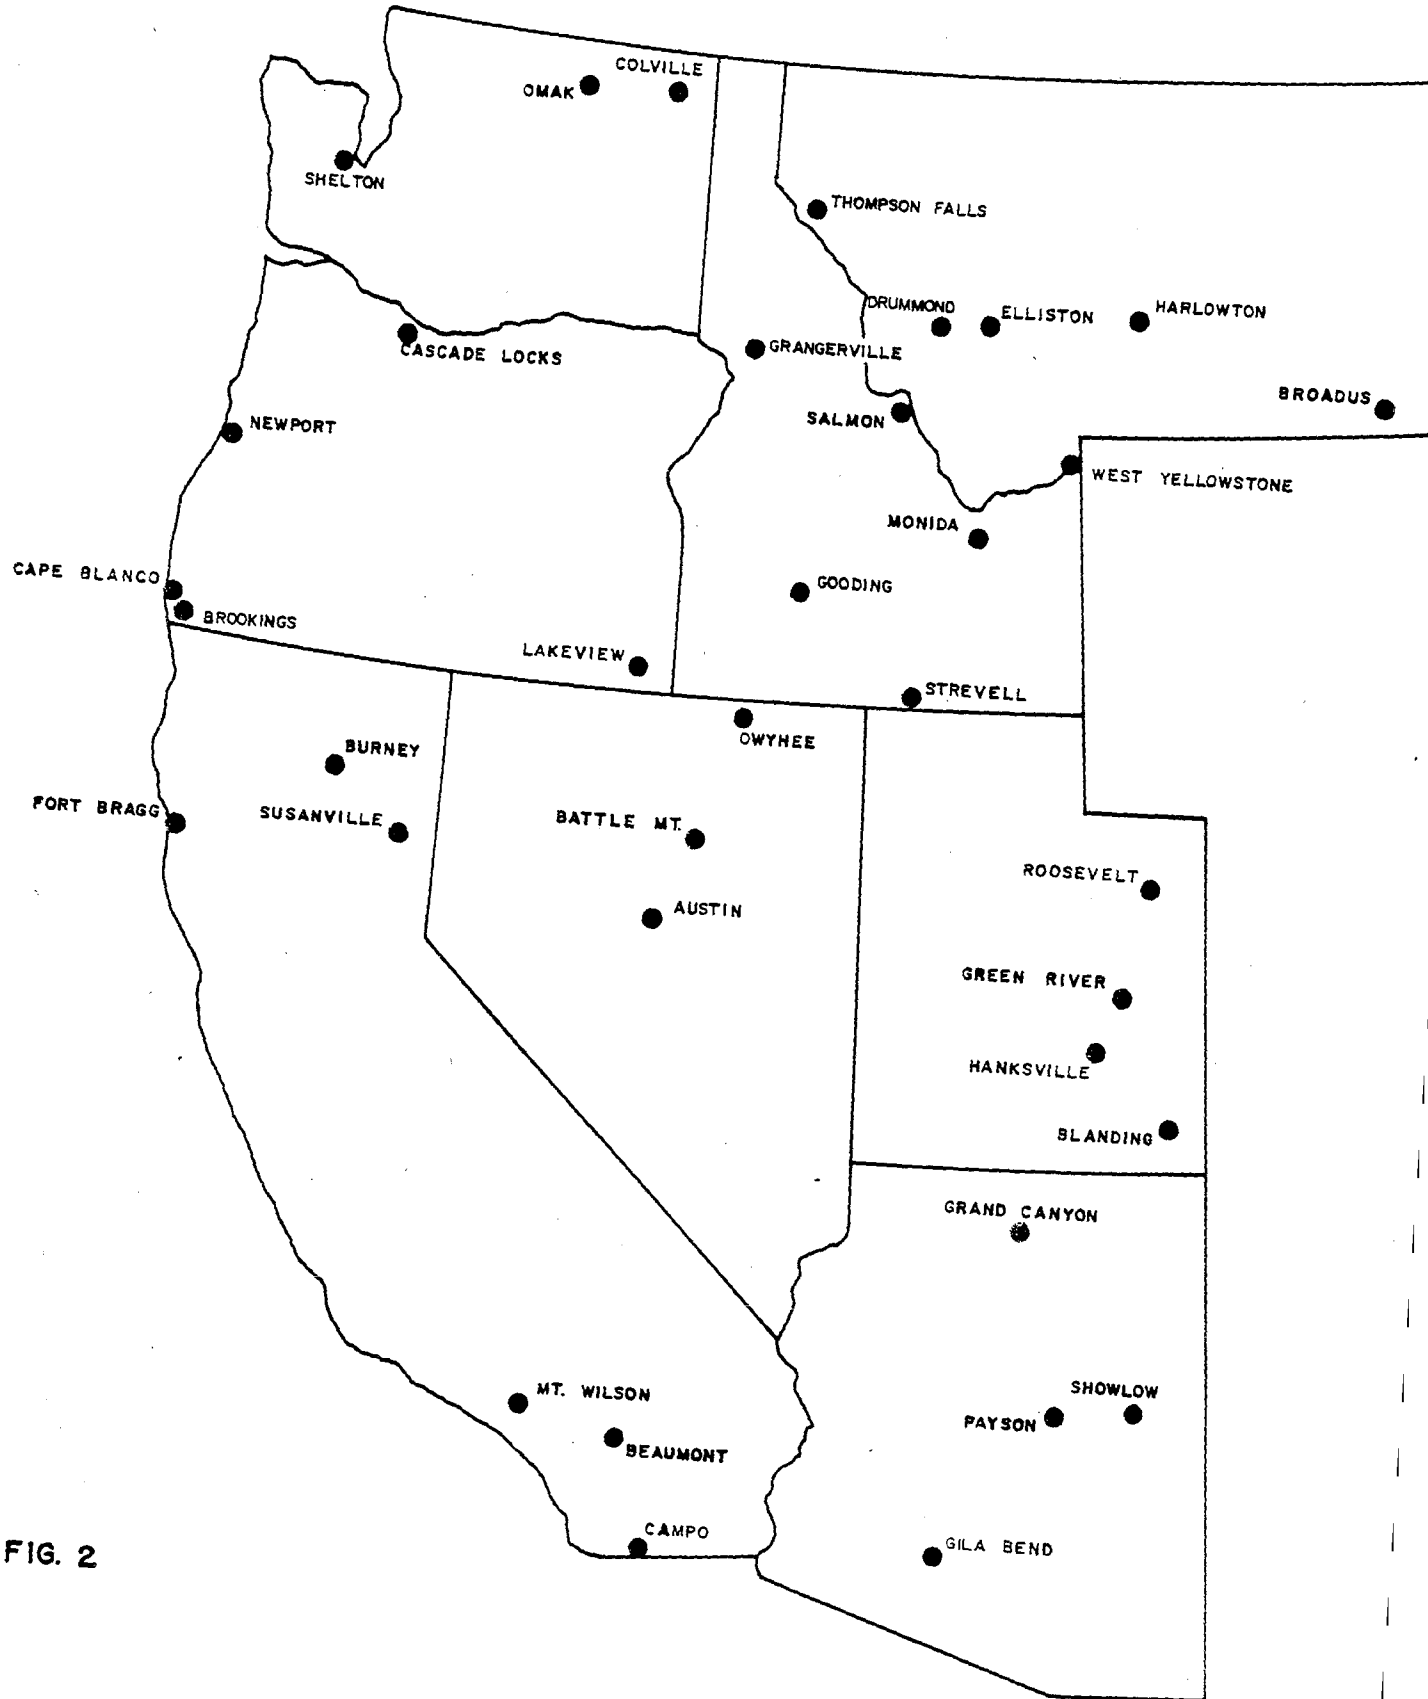 COLVILLE
OMAK
SHELTON
THOMPSON FALLS
DRUMMOND
ELLISTON
HARLOWTON
CASCADE LOCKS
GRANGERVILLE
BROADUS
SALMON
NEWPORT
WEST YELLOWSTONE
MONIDA
CAPE BLANCO
GOODING
BROOKINGS
LAKEVIEW
STREVELL
OWYHEE
BURNEY
FORT BRAGG
SUSANVILLE
BATTLE MT.
ROOSEVELT
AUSTIN
GREEN RIVER
HANKSVILLE
BLANDING
GRAND CANYON
MT. WILSON
SHOWLOW
PAYSON
BEAUMONT
CAMPO
GILA BEND
FIG. 2